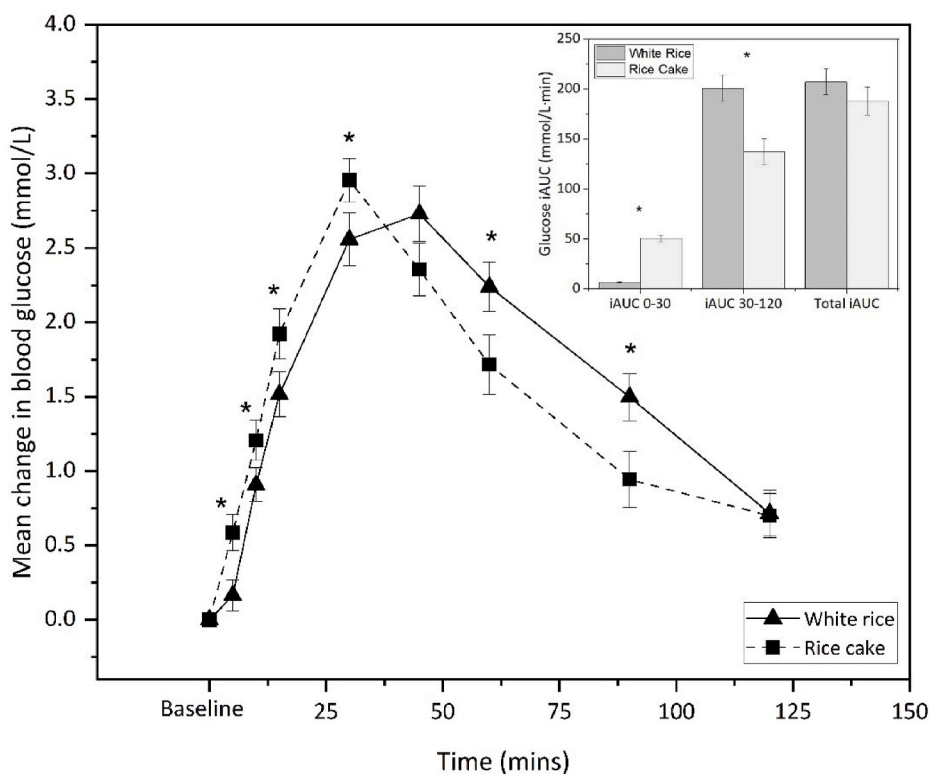 4.0
3.5
3.0
2.5
2.0
1.5
1.0
0.5
0.0
Mean change in blood glucose (mmol/L)
Baseline
25
50
75
100
125
150
Time (mins)
*
*
*
*
*
*
White rice
Rice cake
250
200
150
100
50
0
Glucose iAUC (mmol/L·min)
White Rice
Rice Cake
*
*
iAUC 0-30
iAUC 30-120
Total iAUC